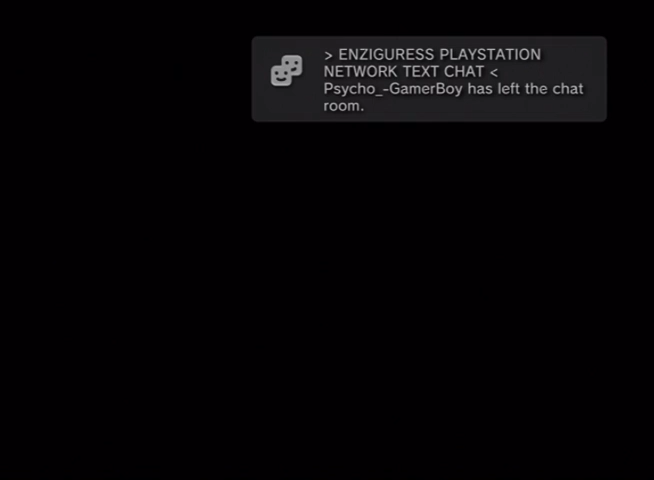 > ENZIGURESS PLAYSTATION
NETWORK TEXT CHAT <
Psycho_-GamerBoy has left the chat
room.